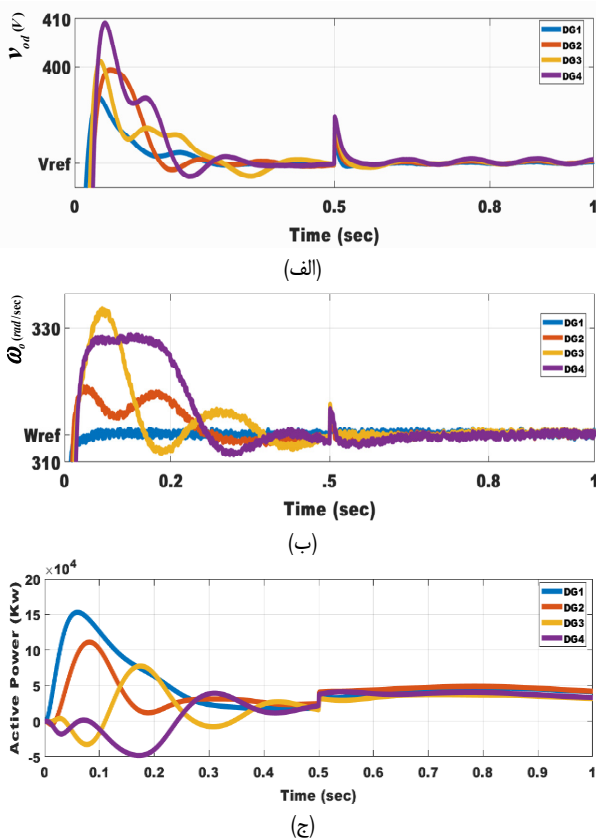 v_od (V)
410
400
Vref
DG1
DG2
DG3
DG4
0
0.5
0.8
1
Time (sec)
(الف)
ω_o (rad/sec)
330
Wref
310
DG1
DG2
DG3
DG4
0
0.2
.5
0.8
1
Time (sec)
(ب)
Active Power (Kw)
×10^4
20
15
10
5
0
-5
DG1
DG2
DG3
DG4
0
0.1
0.2
0.3
0.4
0.5
0.6
0.7
0.8
0.9
1
Time (sec)
(ج)